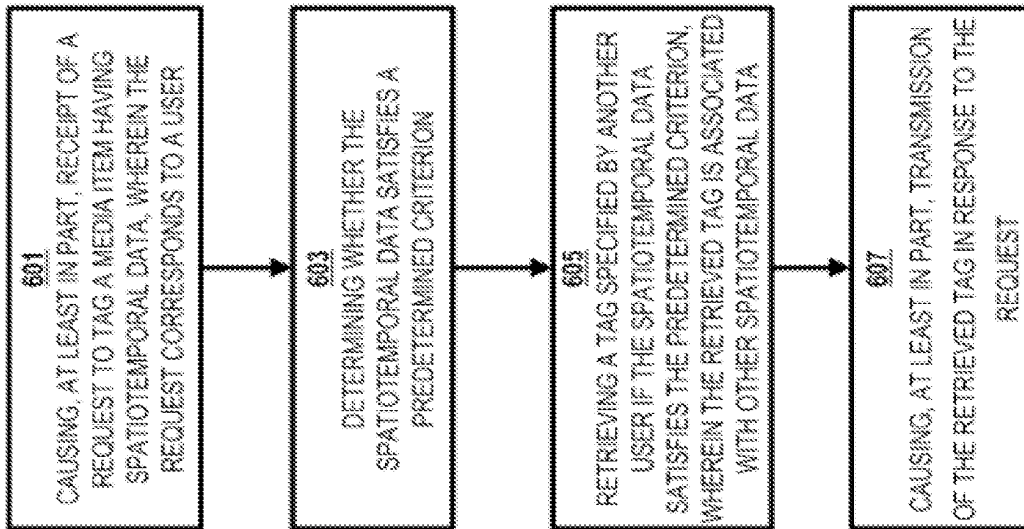 601
CAUSING, AT LEAST IN PART, RECEIPT OF A
REQUEST TO TAG A MEDIA ITEM HAVING
SPATIOTEMPORAL DATA, WHEREIN THE
REQUEST CORRESPONDS TO A USER
603
DETERMINING WHETHER THE
SPATIOTEMPORAL DATA SATISFIES A
PREDETERMINED CRITERION
605
RETRIEVING A TAG SPECIFIED BY ANOTHER
USER IF THE SPATIOTEMPORAL DATA
SATISFIES THE PREDETERMINED CRITERION,
WHEREIN THE RETRIEVED TAG IS ASSOCIATED
WITH OTHER SPATIOTEMPORAL DATA
607
CAUSING, AT LEAST IN PART, TRANSMISSION
OF THE RETRIEVED TAG IN RESPONSE TO THE
REQUEST